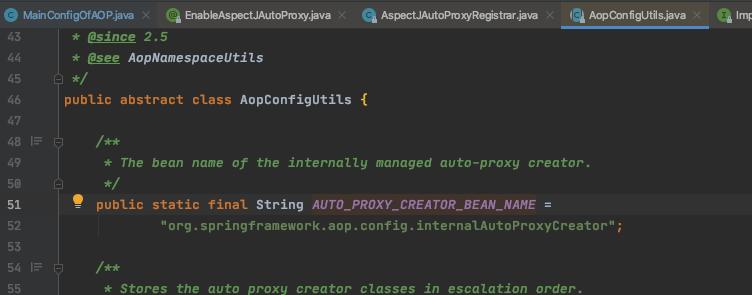 MainConfigOfAOP.java EnableAspectJAutoProxy.java AspectJAutoProxyRegistrar.java AopConfigUtils.java Imp
43 * @since 2.5
44 * @see AopNamespaceUtils
45 */
46 public abstract class AopConfigUtils {
47
48 /**
49 * The bean name of the internally managed auto-proxy creator.
50 */
51 public static final String AUTO_PROXY_CREATOR_BEAN_NAME =
52 "org.springframework.aop.config.internalAutoProxyCreator";
53
54 /**
55 * Stores the auto proxy creator classes in escalation order.